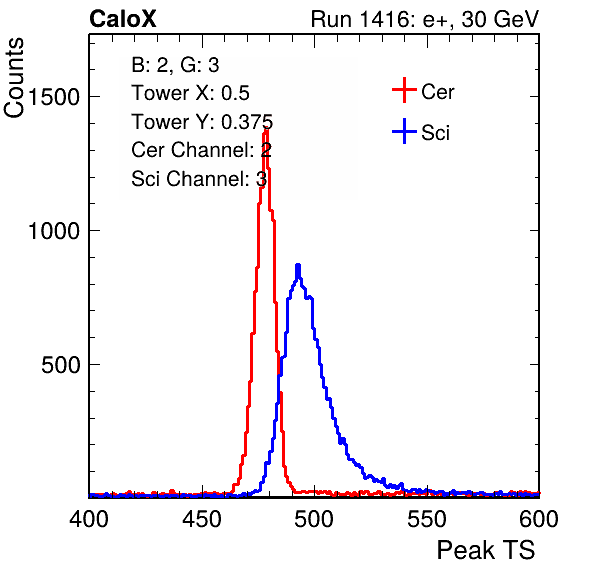 CaloX Run 1416: e+, 30 GeV
Counts
B: 2, G: 3
Tower X: 0.5
Tower Y: 0.375
Cer Channel: 2
Sci Channel: 3
Cer
Sci
1500
1000
500
400 450 500 550 600
Peak TS